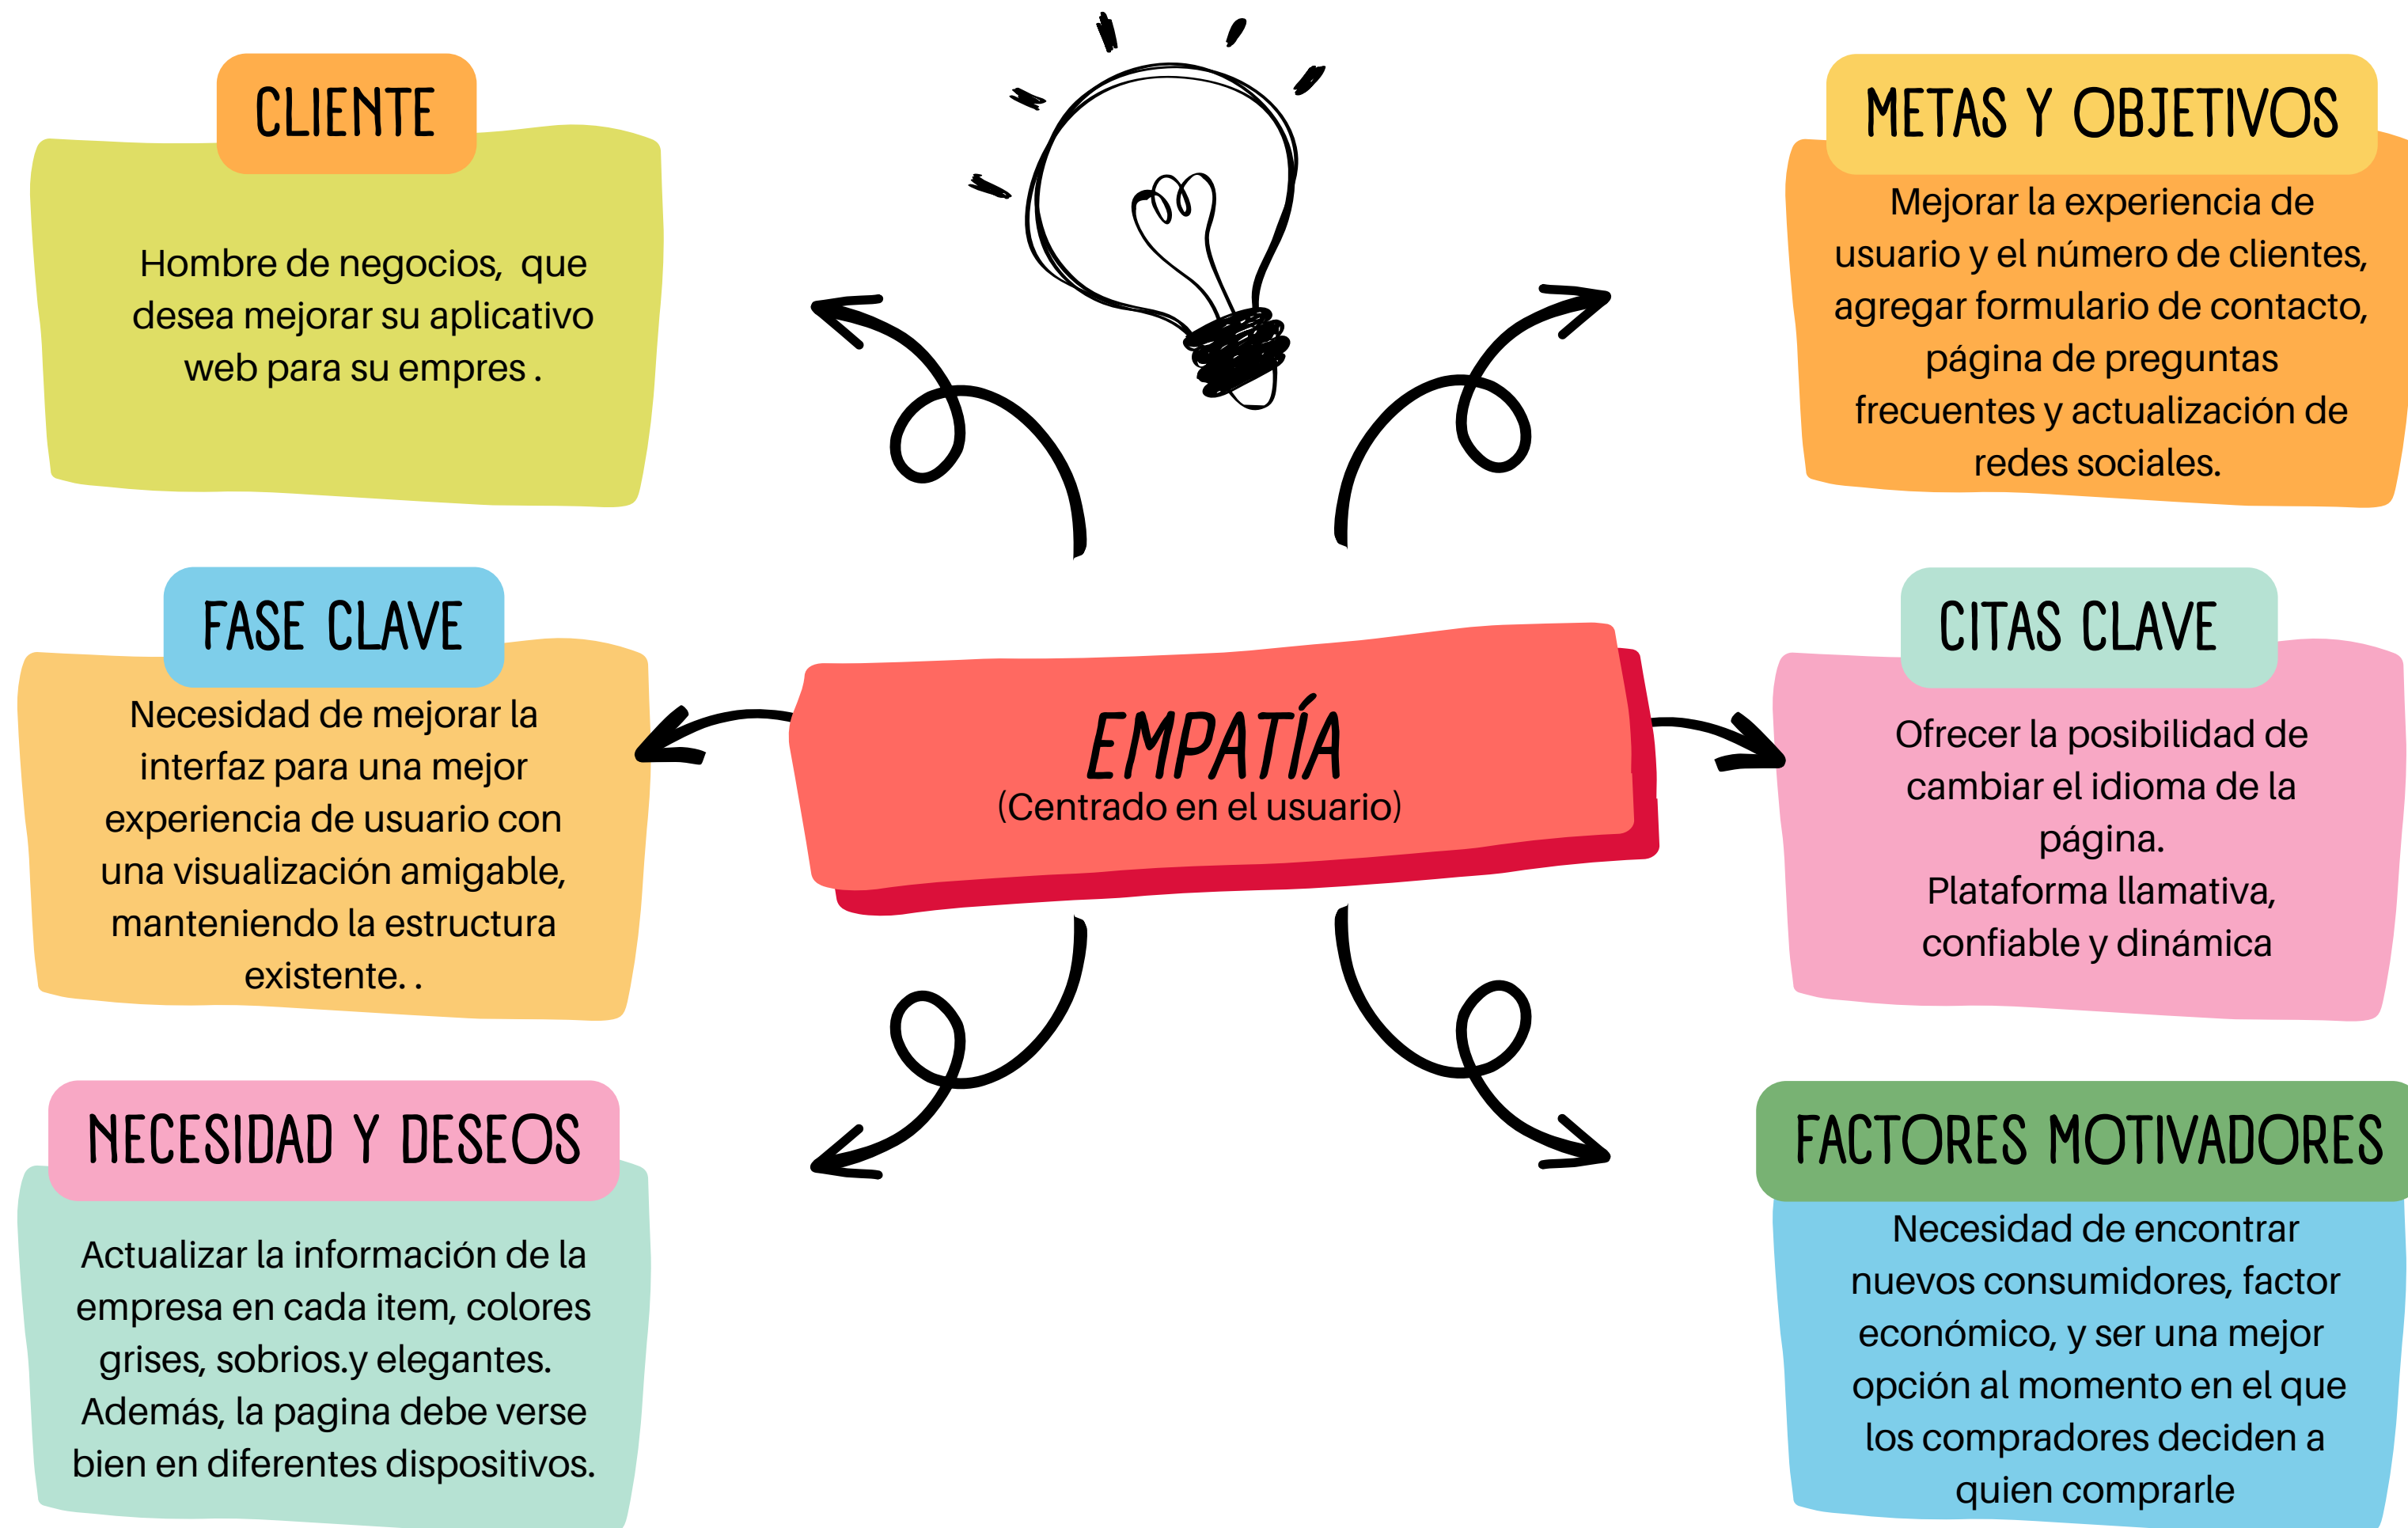 CLIENTE
Hombre de negocios, que
desea mejorar su aplicativo
web para su empres .
METAS Y OBJETIVOS
Mejorar la experiencia de
usuario y el número de clientes,
agregar formulario de contacto,
página de preguntas
frecuentes y actualización de
redes sociales.
FASE CLAVE
Necesidad de mejorar la
interfaz para una mejor
experiencia de usuario con
una visualización amigable,
manteniendo la estructura
existente. .
EMPATÍA
(Centrado en el usuario)
CITAS CLAVE
Ofrecer la posibilidad de
cambiar el idioma de la
página.
Plataforma llamativa,
confiable y dinámica
NECESIDAD Y DESEOS
Actualizar la información de la
empresa en cada item, colores
grises, sobrios.y elegantes.
Además, la pagina debe verse
bien en diferentes dispositivos.
FACTORES MOTIVADORES
Necesidad de encontrar
nuevos consumidores, factor
económico, y ser una mejor
opción al momento en el que
los compradores deciden a
quien comprarle